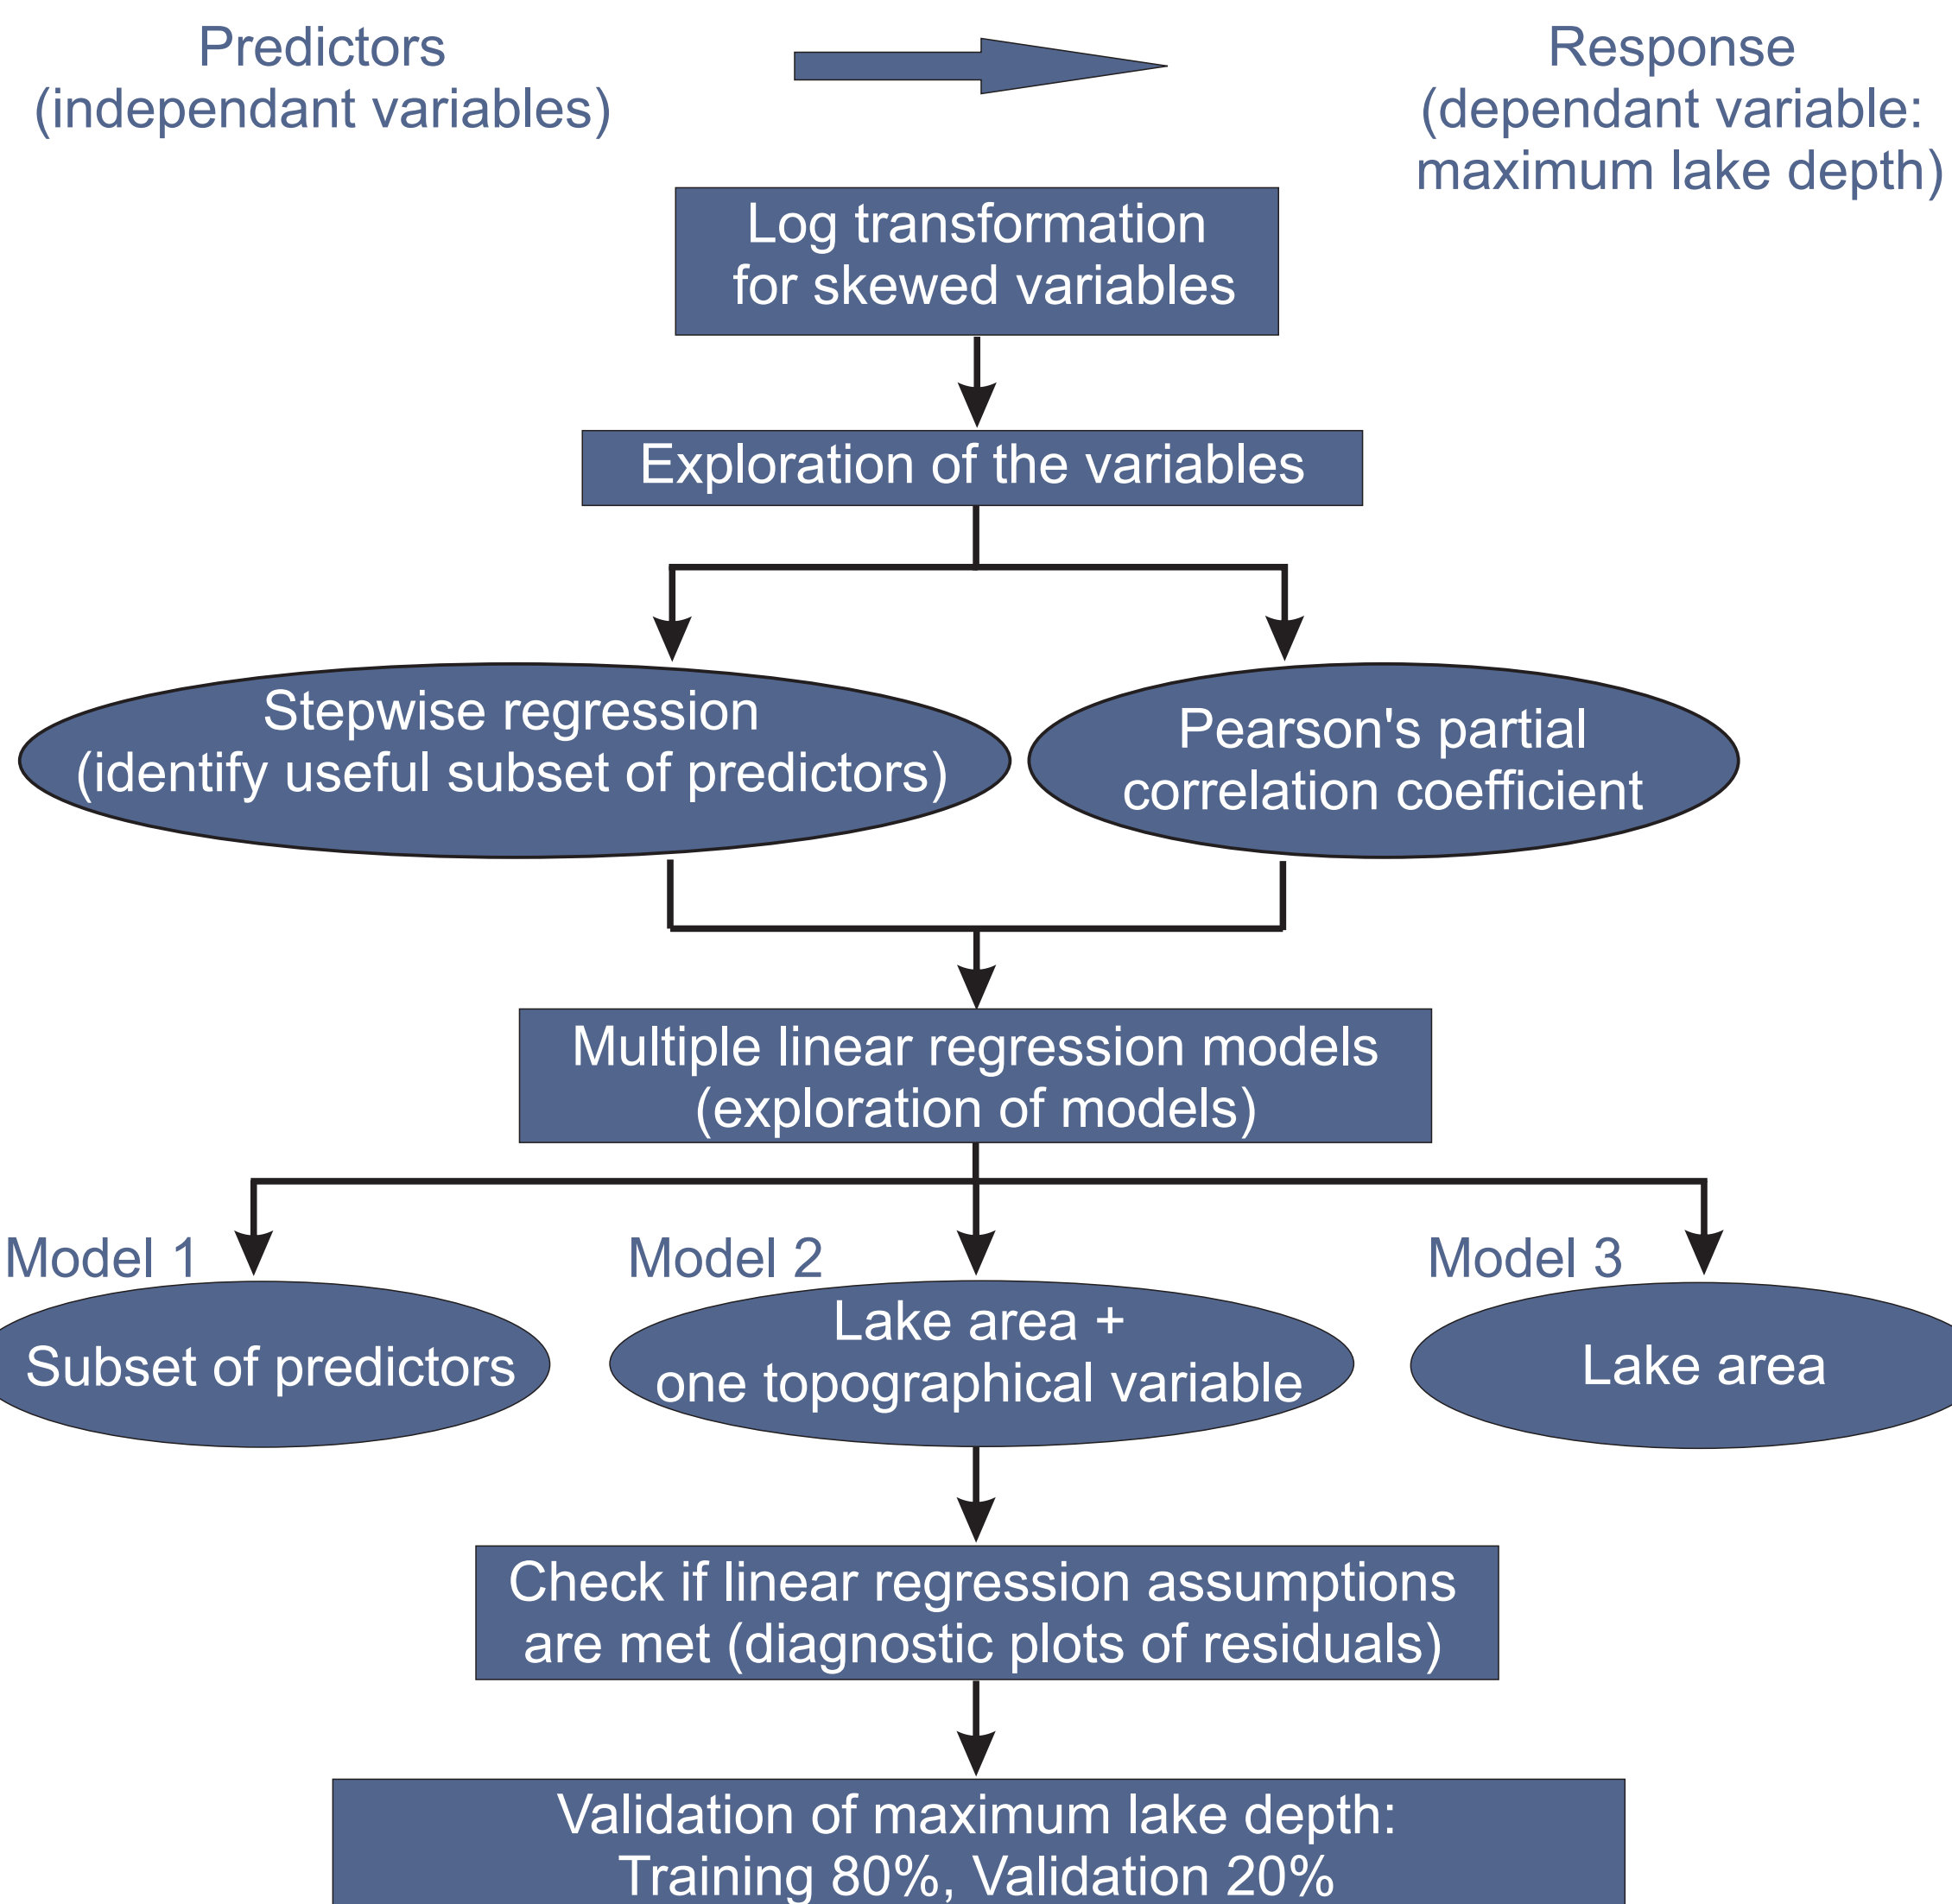 Predictors
(independant variables)
Response
(dependant variable:
maximum lake depth)
Log transformation
for skewed variables
Exploration of the variables
Stepwise regression
(identify useful subset of predictors)
Pearson's partial
correlation coefficient
Multiple linear regression models
(exploration of models)
Model 1
Subset of predictors
Model 2
Lake area +
one topographical variable
Model 3
Lake area
Check if linear regression assumptions
are met (diagnostic plots of residuals)
Validation of maximum lake depth:
Training 80%, Validation 20%